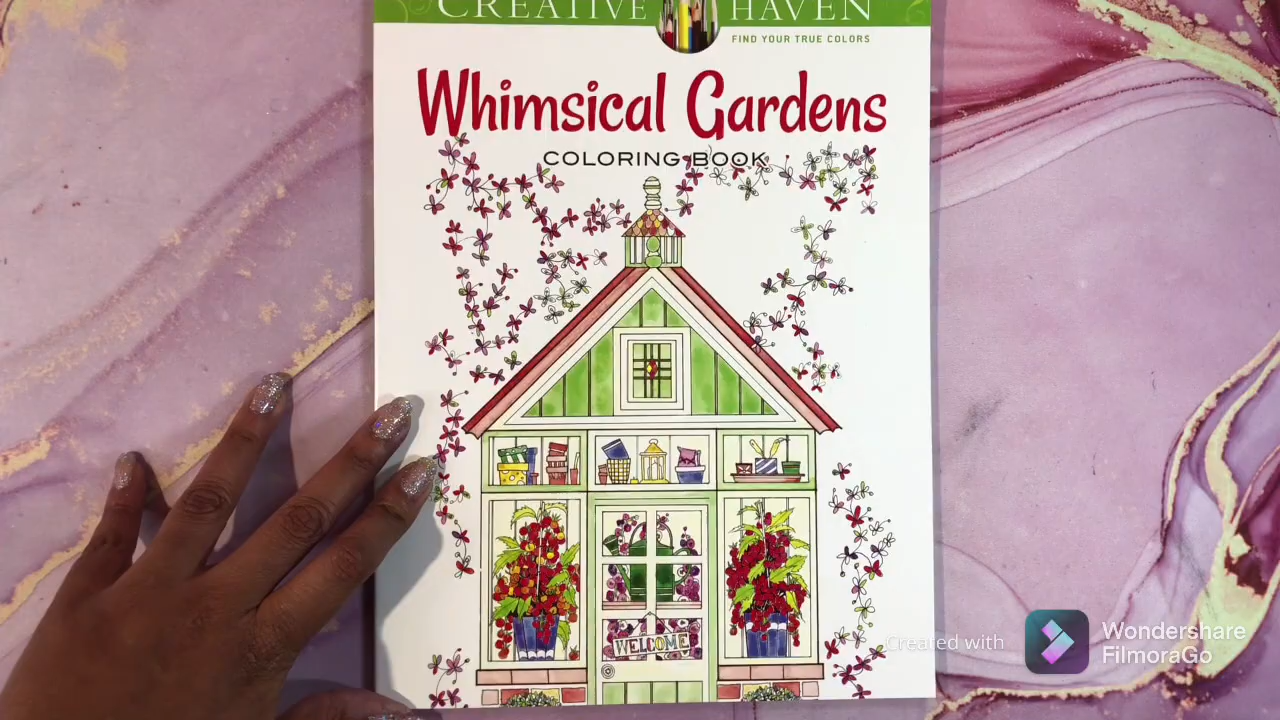 CREATIVE HAVEN
FIND YOUR TRUE COLORS
Whimsical Gardens
COLORING BOOK
WELCOME
Created with
Wondershare
FilmoraGo